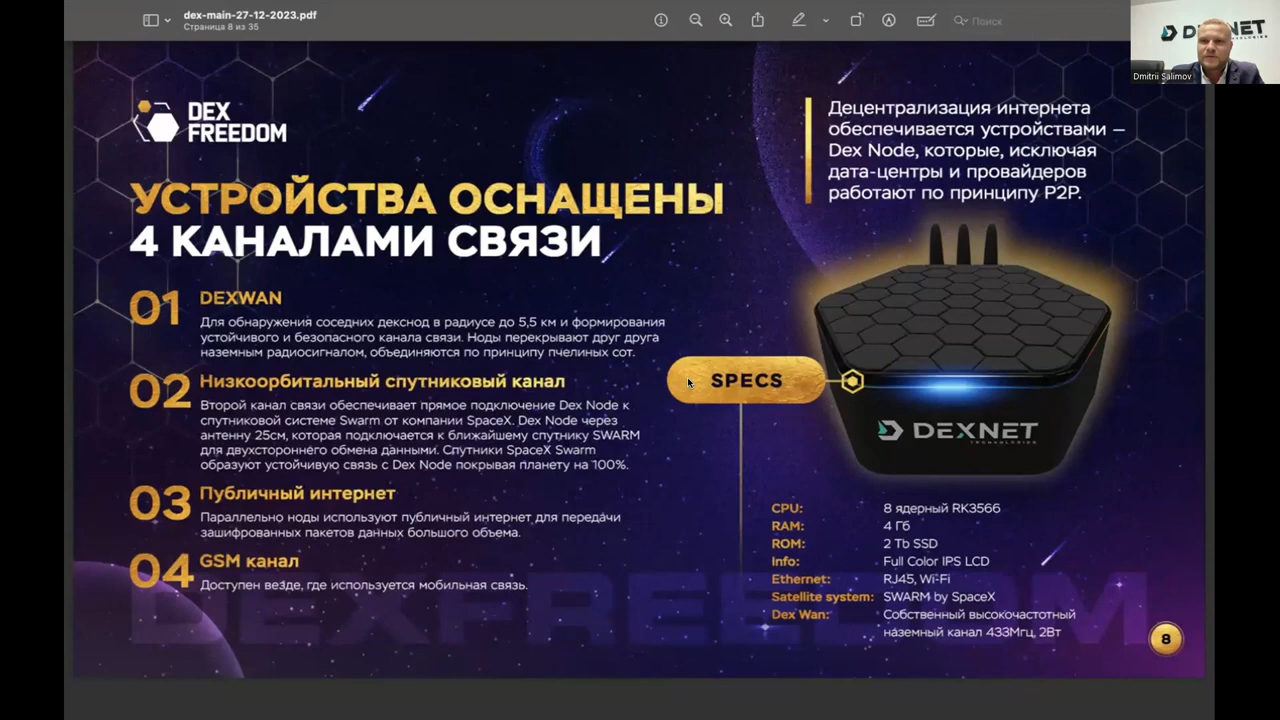 dex-main-27-12-2023.pdf
Страница 8 из 35
Поиск
DEXNET
Dmitrii Salimov
DEX
FREEDOM
Децентрализация интернета
обеспечивается устройствами —
Dex Node, которые, исключая
дата-центры и провайдеров
работают по принципу P2P.
УСТРОЙСТВА ОСНАЩЕНЫ
4 КАНАЛАМИ СВЯЗИ
01 DEXWAN
Для обнаружения соседних декснод в радиусе до 5,5 км и формирования
устойчивого и безопасного канала связи. Ноды перекрывают друг друга
наземным радиосигналом, объединяются по принципу пчелиных сот.
02 Низкоорбитальный спутниковый канал
Второй канал связи обеспечивает прямое подключение Dex Node к
спутниковой системе Swarm от компании SpaceX. Dex Node через
антенну 25см, которая подключается к ближайшему спутнику SWARM
для двухстороннего обмена данными. Спутники SpaceX Swarm
образуют устойчивую связь с Dex Node покрывая планету на 100%.
03 Публичный интернет
Параллельно ноды используют публичный интернет для передачи
зашифрованных пакетов данных большого объема.
04 GSM канал
Доступен везде, где используется мобильная связь.
SPECS
DEXNET
TECHNOLOGIES
CPU: 8 ядерный RK3566
RAM: 4 Гб
ROM: 2 Tb SSD
Info: Full Color IPS LCD
Ethernet: RJ45, Wi-Fi
Satellite system: SWARM by SpaceX
Dex Wan: Собственный высокочастотный
наземный канал 433Мгц, 2Вт
DEXFREEDOM
8